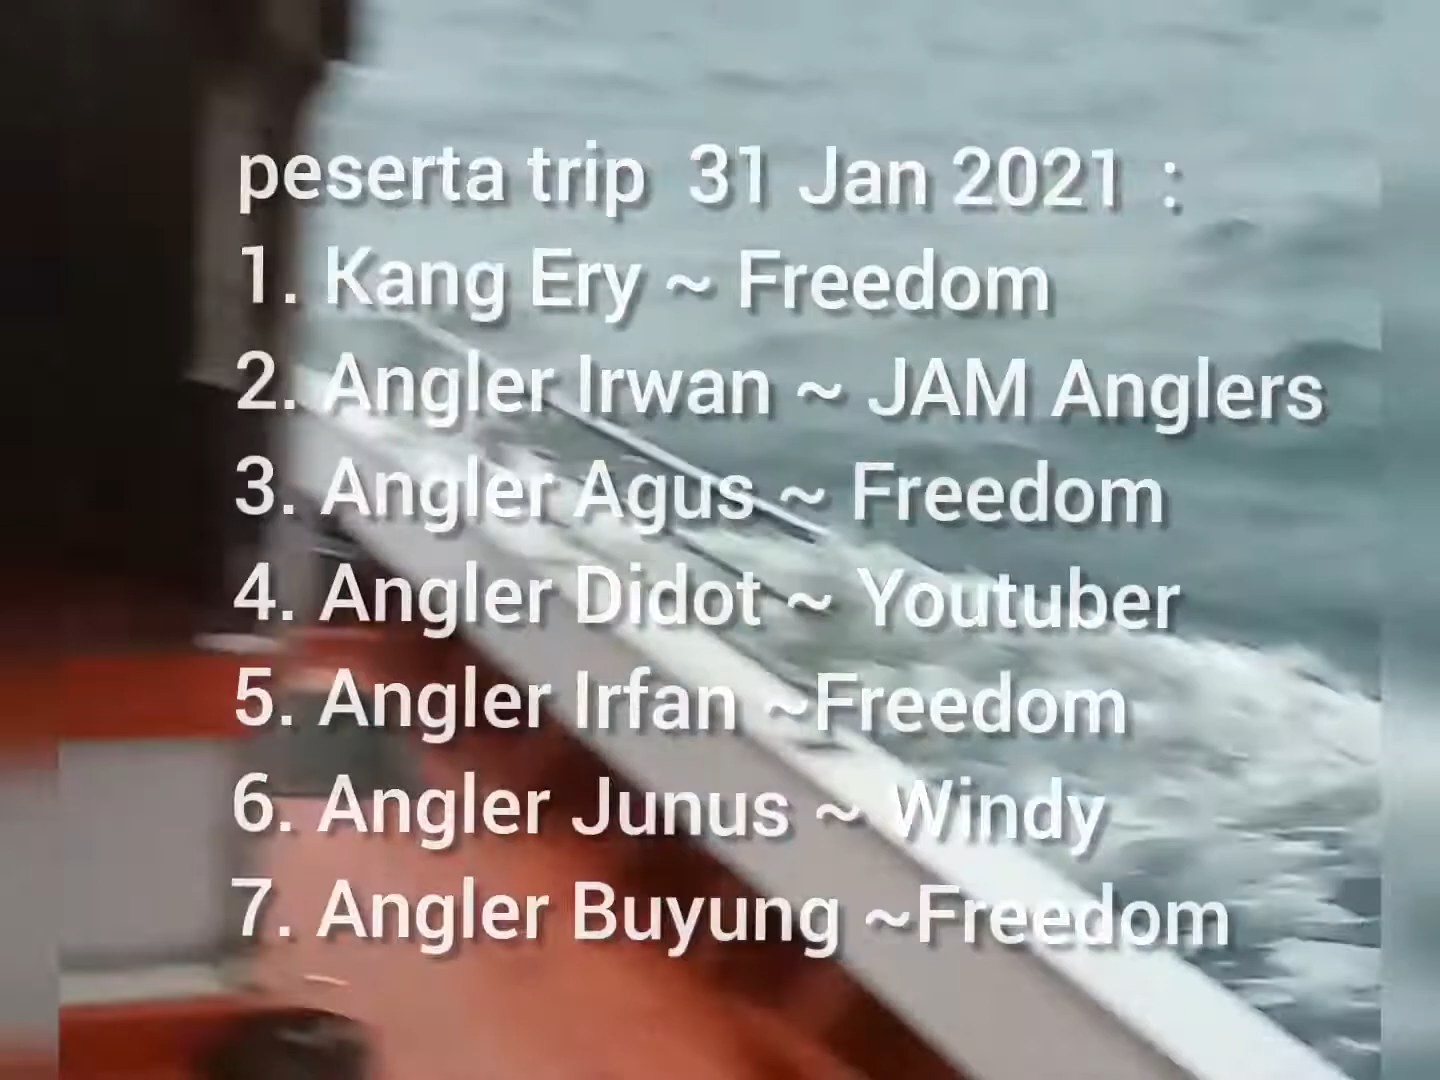 peserta trip 31 Jan 2021 :
1. Kang Ery ~ Freedom
2. Angler Irwan ~ JAM Anglers
3. Angler Agus ~ Freedom
4. Angler Didot ~ Youtuber
5. Angler Irfan ~Freedom
6. Angler Junus ~ Windy
7. Angler Buyung ~Freedom